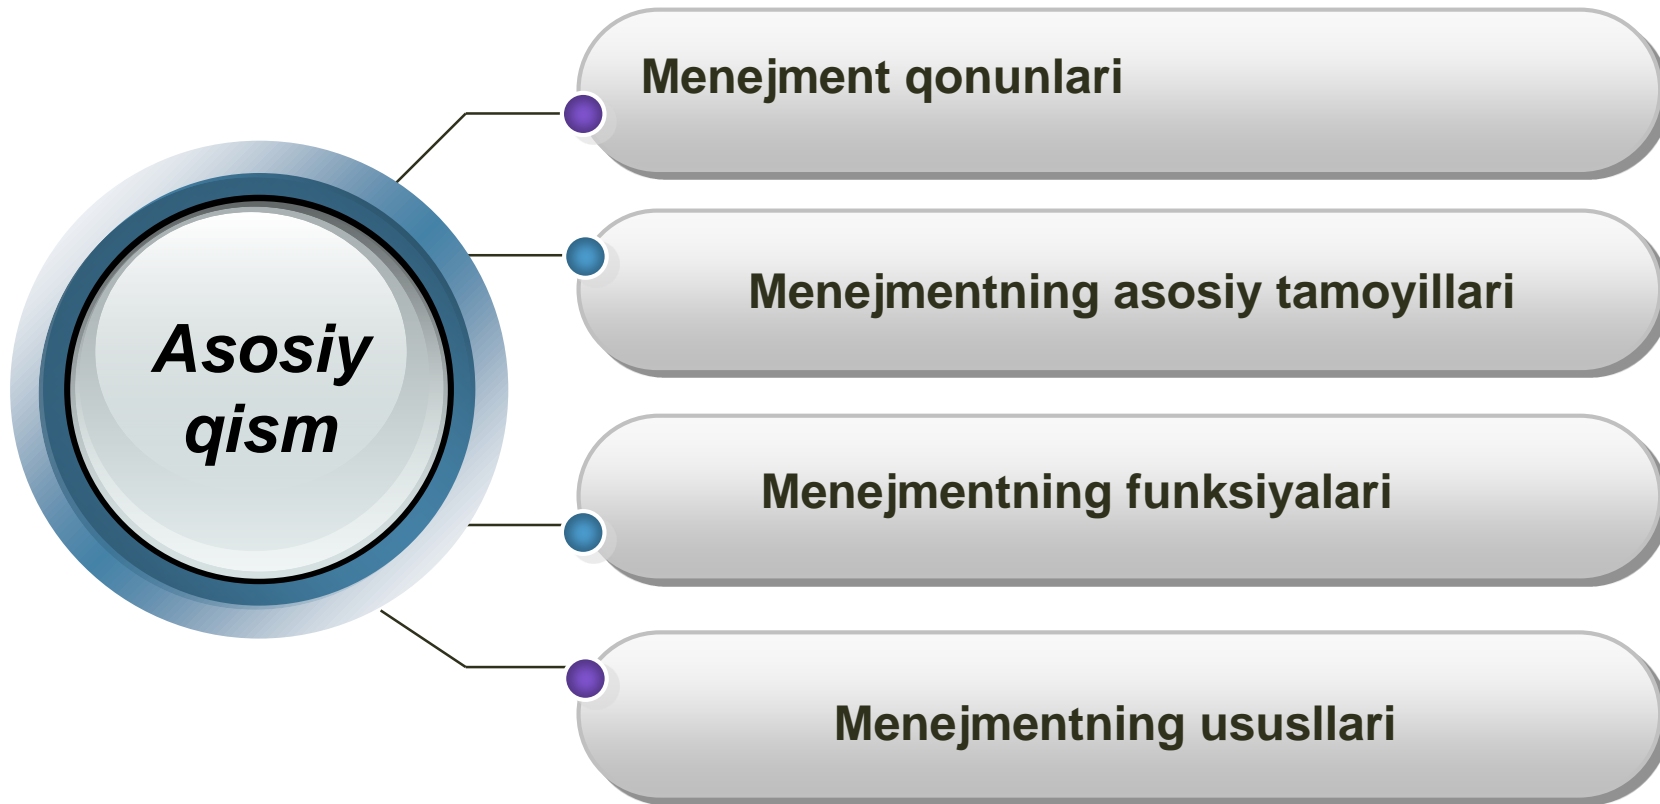 Menejment qonunlari
Menejmentning asosiy tamoyillari
Asosiy
qism
Menejmentning funksiyalari
Menejmentning ususllari